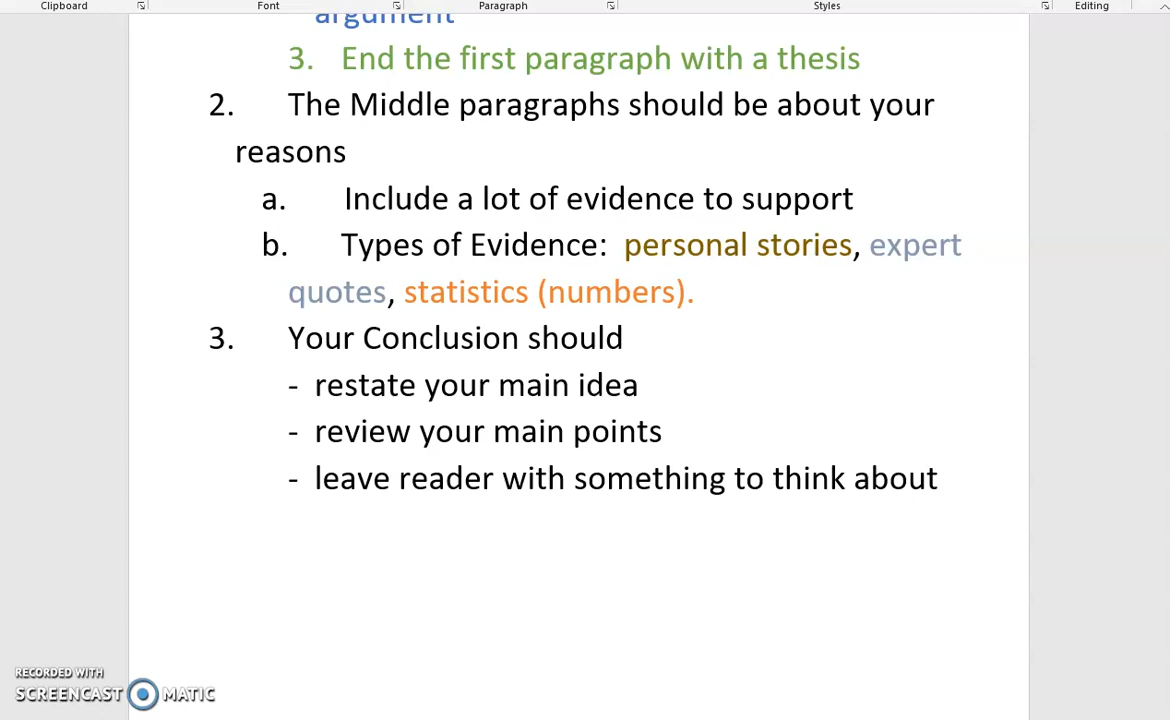 Clipboard Font Paragraph Styles Editing
argument
3. End the first paragraph with a thesis
2. The Middle paragraphs should be about your
reasons
a. Include a lot of evidence to support
b. Types of Evidence: personal stories, expert
quotes, statistics (numbers).
3. Your Conclusion should
- restate your main idea
- review your main points
- leave reader with something to think about
RECORDED WITH
SCREENCAST MATIC